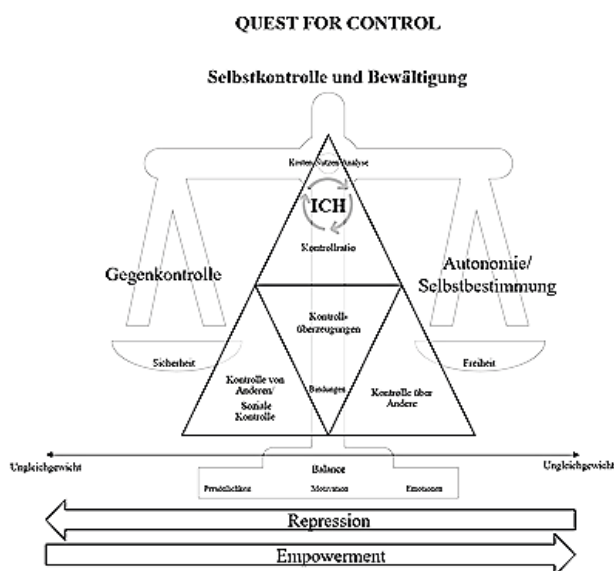 QUEST FOR CONTROL
Selbstkontrolle und Bewältigung
Kosten Nutzen Analyse
ICH
Kontrollratio
Gegenkontrolle
Autonomie/
Selbstbestimmung
Kontroll-
überzeugungen
Sicherheit
Freiheit
Kontrolle von
Anderen/
Soziale
Kontrolle
Bindungen
Kontrolle über
Andere
Ungleichgewicht
Ungleichgewicht
Balance
Persönlichkeit
Motivation
Emotionen
Repression
Empowerment